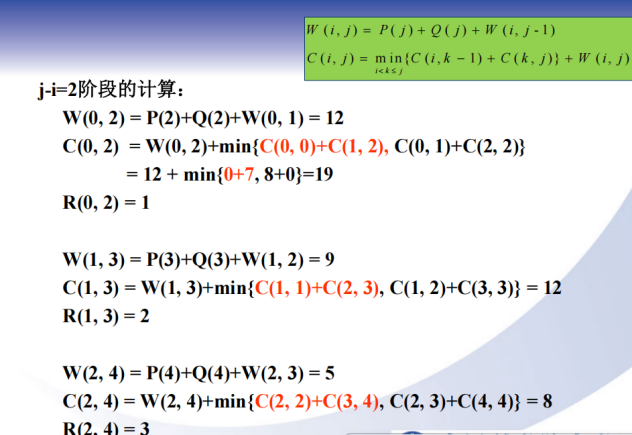 W (i, j) = P(j) + Q(j) + W(i, j - 1)
C(i, j) = min{C(i, k - 1) + C(k, j)} + W(i, j)
i<k≤j
j-i=2阶段的计算：
W(0, 2) = P(2)+Q(2)+W(0, 1) = 12
C(0, 2) = W(0, 2)+min{C(0, 0)+C(1, 2), C(0, 1)+C(2, 2)}
= 12 + min{0+7, 8+0}=19
R(0, 2) = 1
W(1, 3) = P(3)+Q(3)+W(1, 2) = 9
C(1, 3) = W(1, 3)+min{C(1, 1)+C(2, 3), C(1, 2)+C(3, 3)} = 12
R(1, 3) = 2
W(2, 4) = P(4)+Q(4)+W(2, 3) = 5
C(2, 4) = W(2, 4)+min{C(2, 2)+C(3, 4), C(2, 3)+C(4, 4)} = 8
R(2, 4) = 3